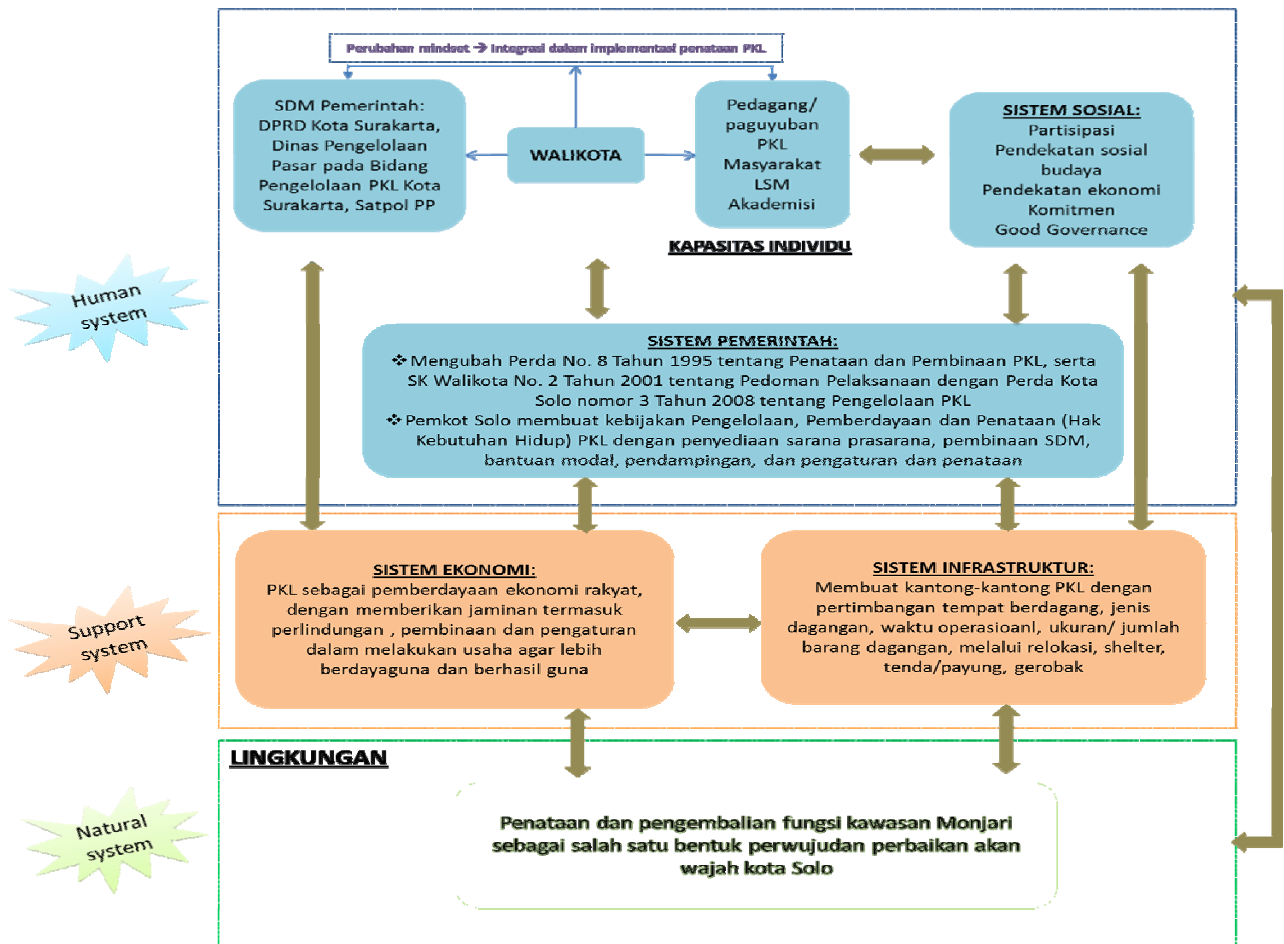 Perubahan mindset → Integrasi dalam implementasi penataan PKL
SDM Pemerintah:
DPRD Kota Surakarta,
Dinas Pengelolaan
Pasar pada Bidang
Pengelolaan PKL Kota
Surakarta, Satpol PP
WALIKOTA
Pedagang/
paguyuban
PKL
Masyarakat
LSM
Akademisi
SISTEM SOSIAL:
Partisipasi
Pendekatan sosial
budaya
Pendekatan ekonomi
Komitmen
Good Governance
KAPASITAS INDIVIDU
Human
system
SISTEM PEMERINTAH:
❖ Mengubah Perda No. 8 Tahun 1995 tentang Penataan dan Pembinaan PKL, serta
SK Walikota No. 2 Tahun 2001 tentang Pedoman Pelaksanaan dengan Perda Kota
Solo nomor 3 Tahun 2008 tentang Pengelolaan PKL
❖ Pemkot Solo membuat kebijakan Pengelolaan, Pemberdayaan dan Penataan (Hak
Kebutuhan Hidup) PKL dengan penyediaan sarana prasarana, pembinaan SDM,
bantuan modal, pendampingan, dan pengaturan dan penataan
Support
system
SISTEM EKONOMI:
PKL sebagai pemberdayaan ekonomi rakyat,
dengan memberikan jaminan termasuk
perlindungan , pembinaan dan pengaturan
dalam melakukan usaha agar lebih
berdayaguna dan berhasil guna
SISTEM INFRASTRUKTUR:
Membuat kantong-kantong PKL dengan
pertimbangan tempat berdagang, jenis
dagangan, waktu operasioanl, ukuran/ jumlah
barang dagangan, melalui relokasi, shelter,
tenda/payung, gerobak
LINGKUNGAN
Natural
system
Penataan dan pengembalian fungsi kawasan Monjari
sebagai salah satu bentuk perwujudan perbaikan akan
wajah kota Solo